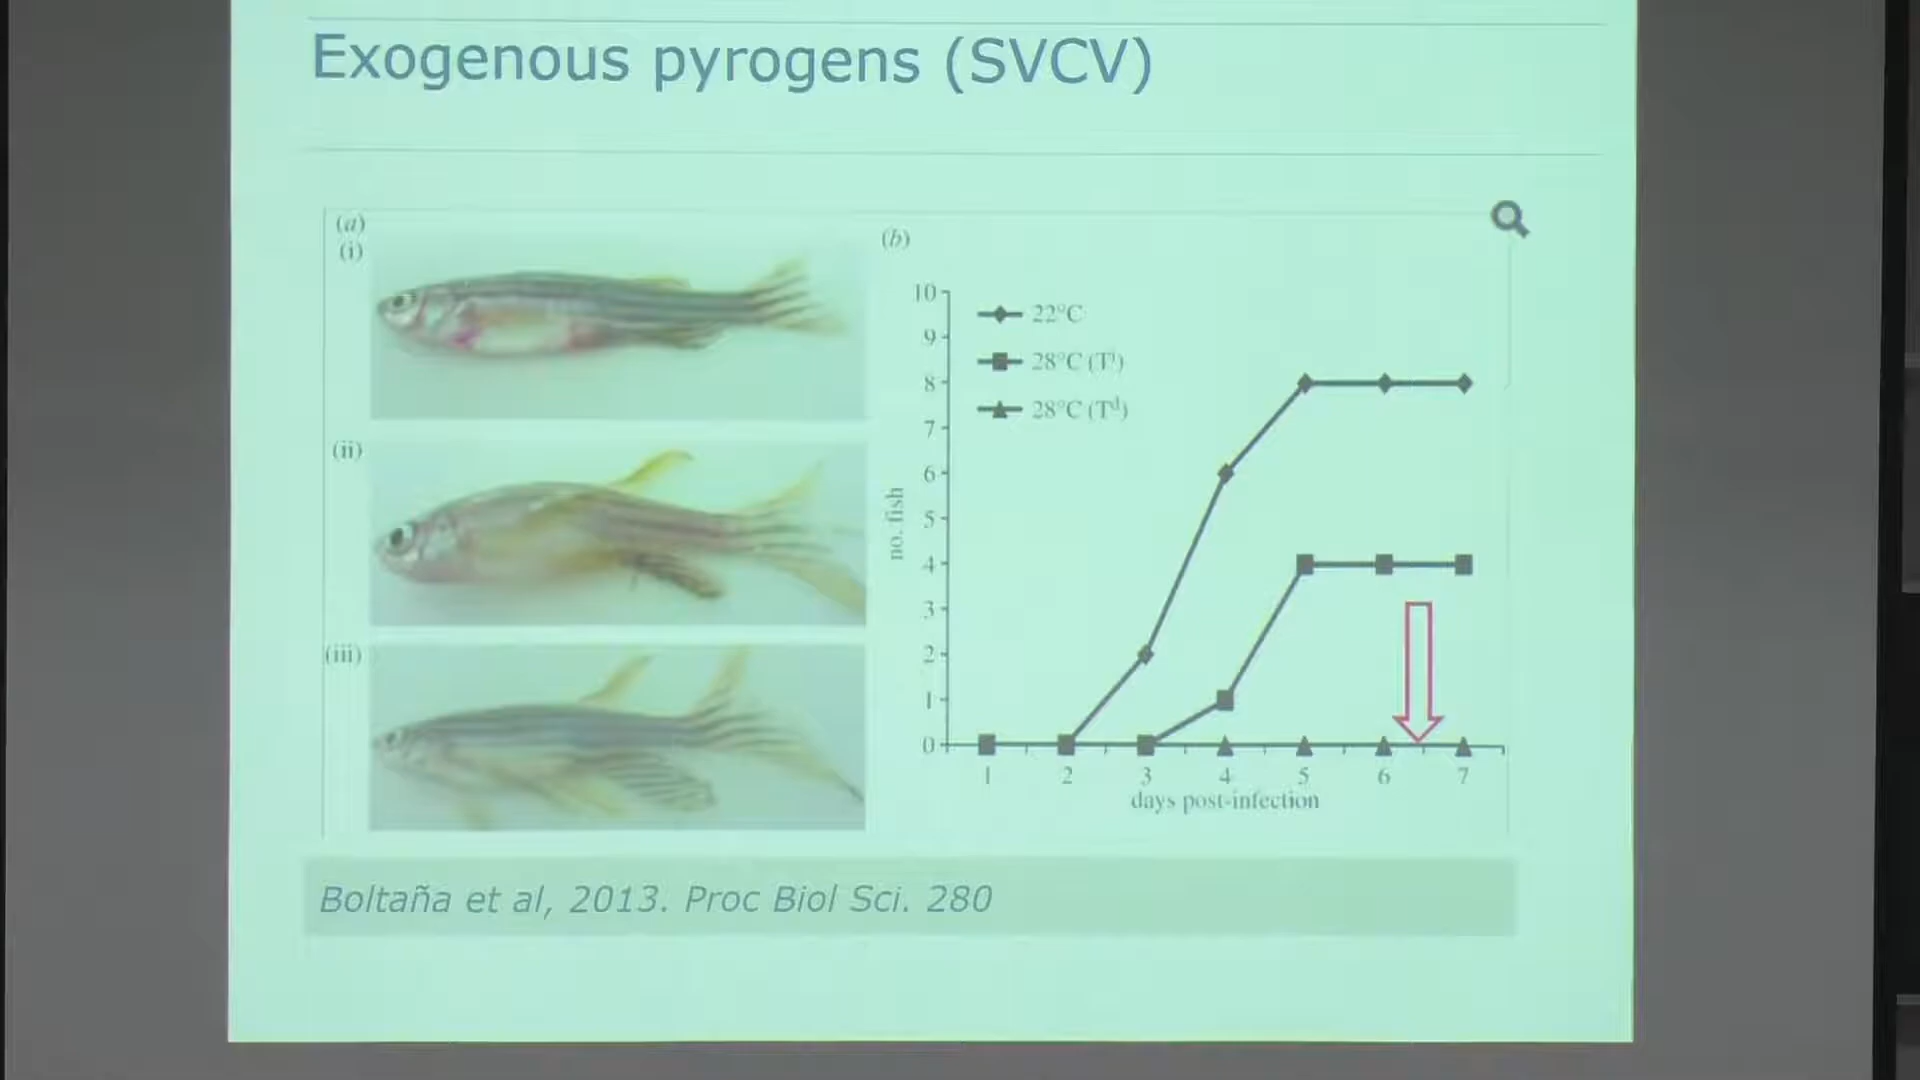 Exogenous pyrogens (SVCV)
(a)
(i)
(ii)
(iii)
(b)
10
9
8
7
6
5
4
3
2
1
0
no. fish
22°C
28°C (Tⁱ)
28°C (Tᵈ)
1 2 3 4 5 6 7
days post-infection
Boltaña et al, 2013. Proc Biol Sci. 280